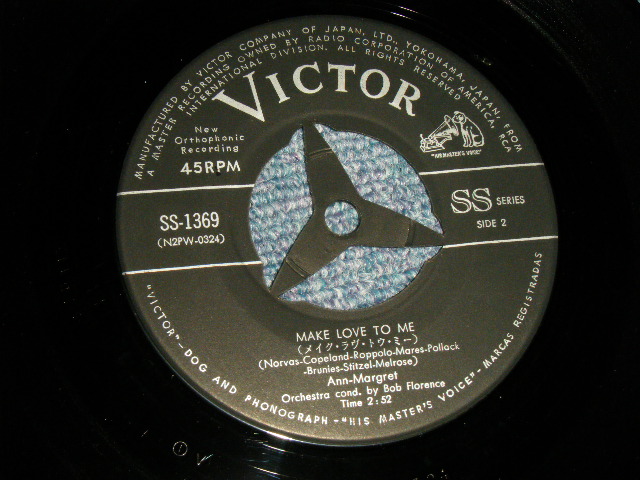 MANUFACTURED BY VICTOR COMPANY OF JAPAN, LTD., YOKOHAMA, JAPAN, FROM
A MASTER RECORDING OWNED BY RADIO CORPORATION OF AMERICA, RCA
INTERNATIONAL DIVISION. ALL RIGHTS RESERVED
VICTOR
"HIS MASTER'S VOICE"
New
Orthophonic
Recording
45RPM
SS-1369
(N2PW-0324)
SS SERIES
SIDE 2
MAKE LOVE TO ME
(メイク・ラヴ・トウ・ミー)
(Norvas-Copeland-Roppolo-Mares-Pollack
-Brunies-Stitzel-Melrose)
Ann-Margret
Orchestra cond. by Bob Florence
Time 2:52
"VICTOR"—DOG AND PHONOGRAPH—"HIS MASTER'S VOICE"—MARCAS REGISTRADAS